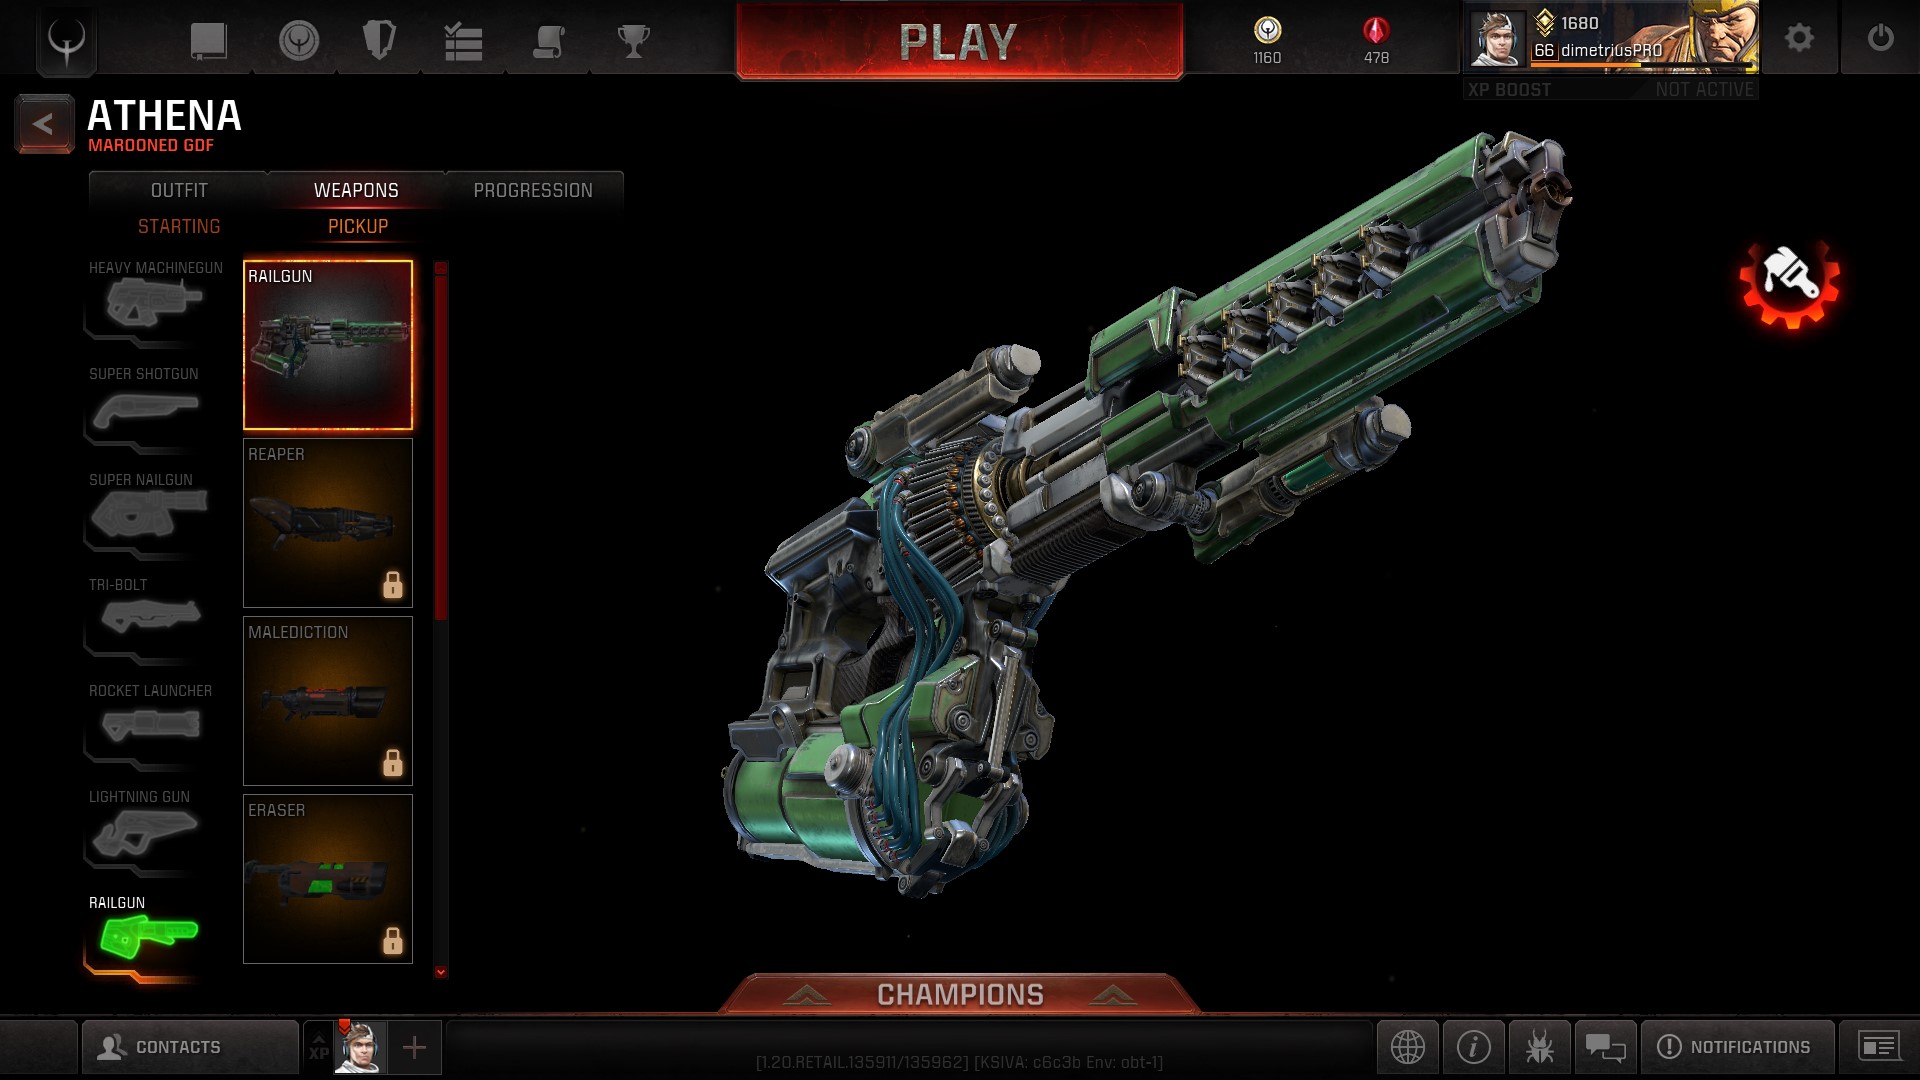 PLAY
1160
478
1680
66 dimetriusPRO
XP BOOST NOT ACTIVE
<
ATHENA
MAROONED GDF
OUTFIT WEAPONS PROGRESSION
STARTING PICKUP
HEAVY MACHINEGUN
SUPER SHOTGUN
SUPER NAILGUN
TRI-BOLT
ROCKET LAUNCHER
LIGHTNING GUN
RAILGUN
RAILGUN
REAPER
MALEDICTION
ERASER
CHAMPIONS
CONTACTS
XP
+
[1.20.RETAIL.135911/135962] [KSIVA: c6c3b Env: obt-1]
NOTIFICATIONS